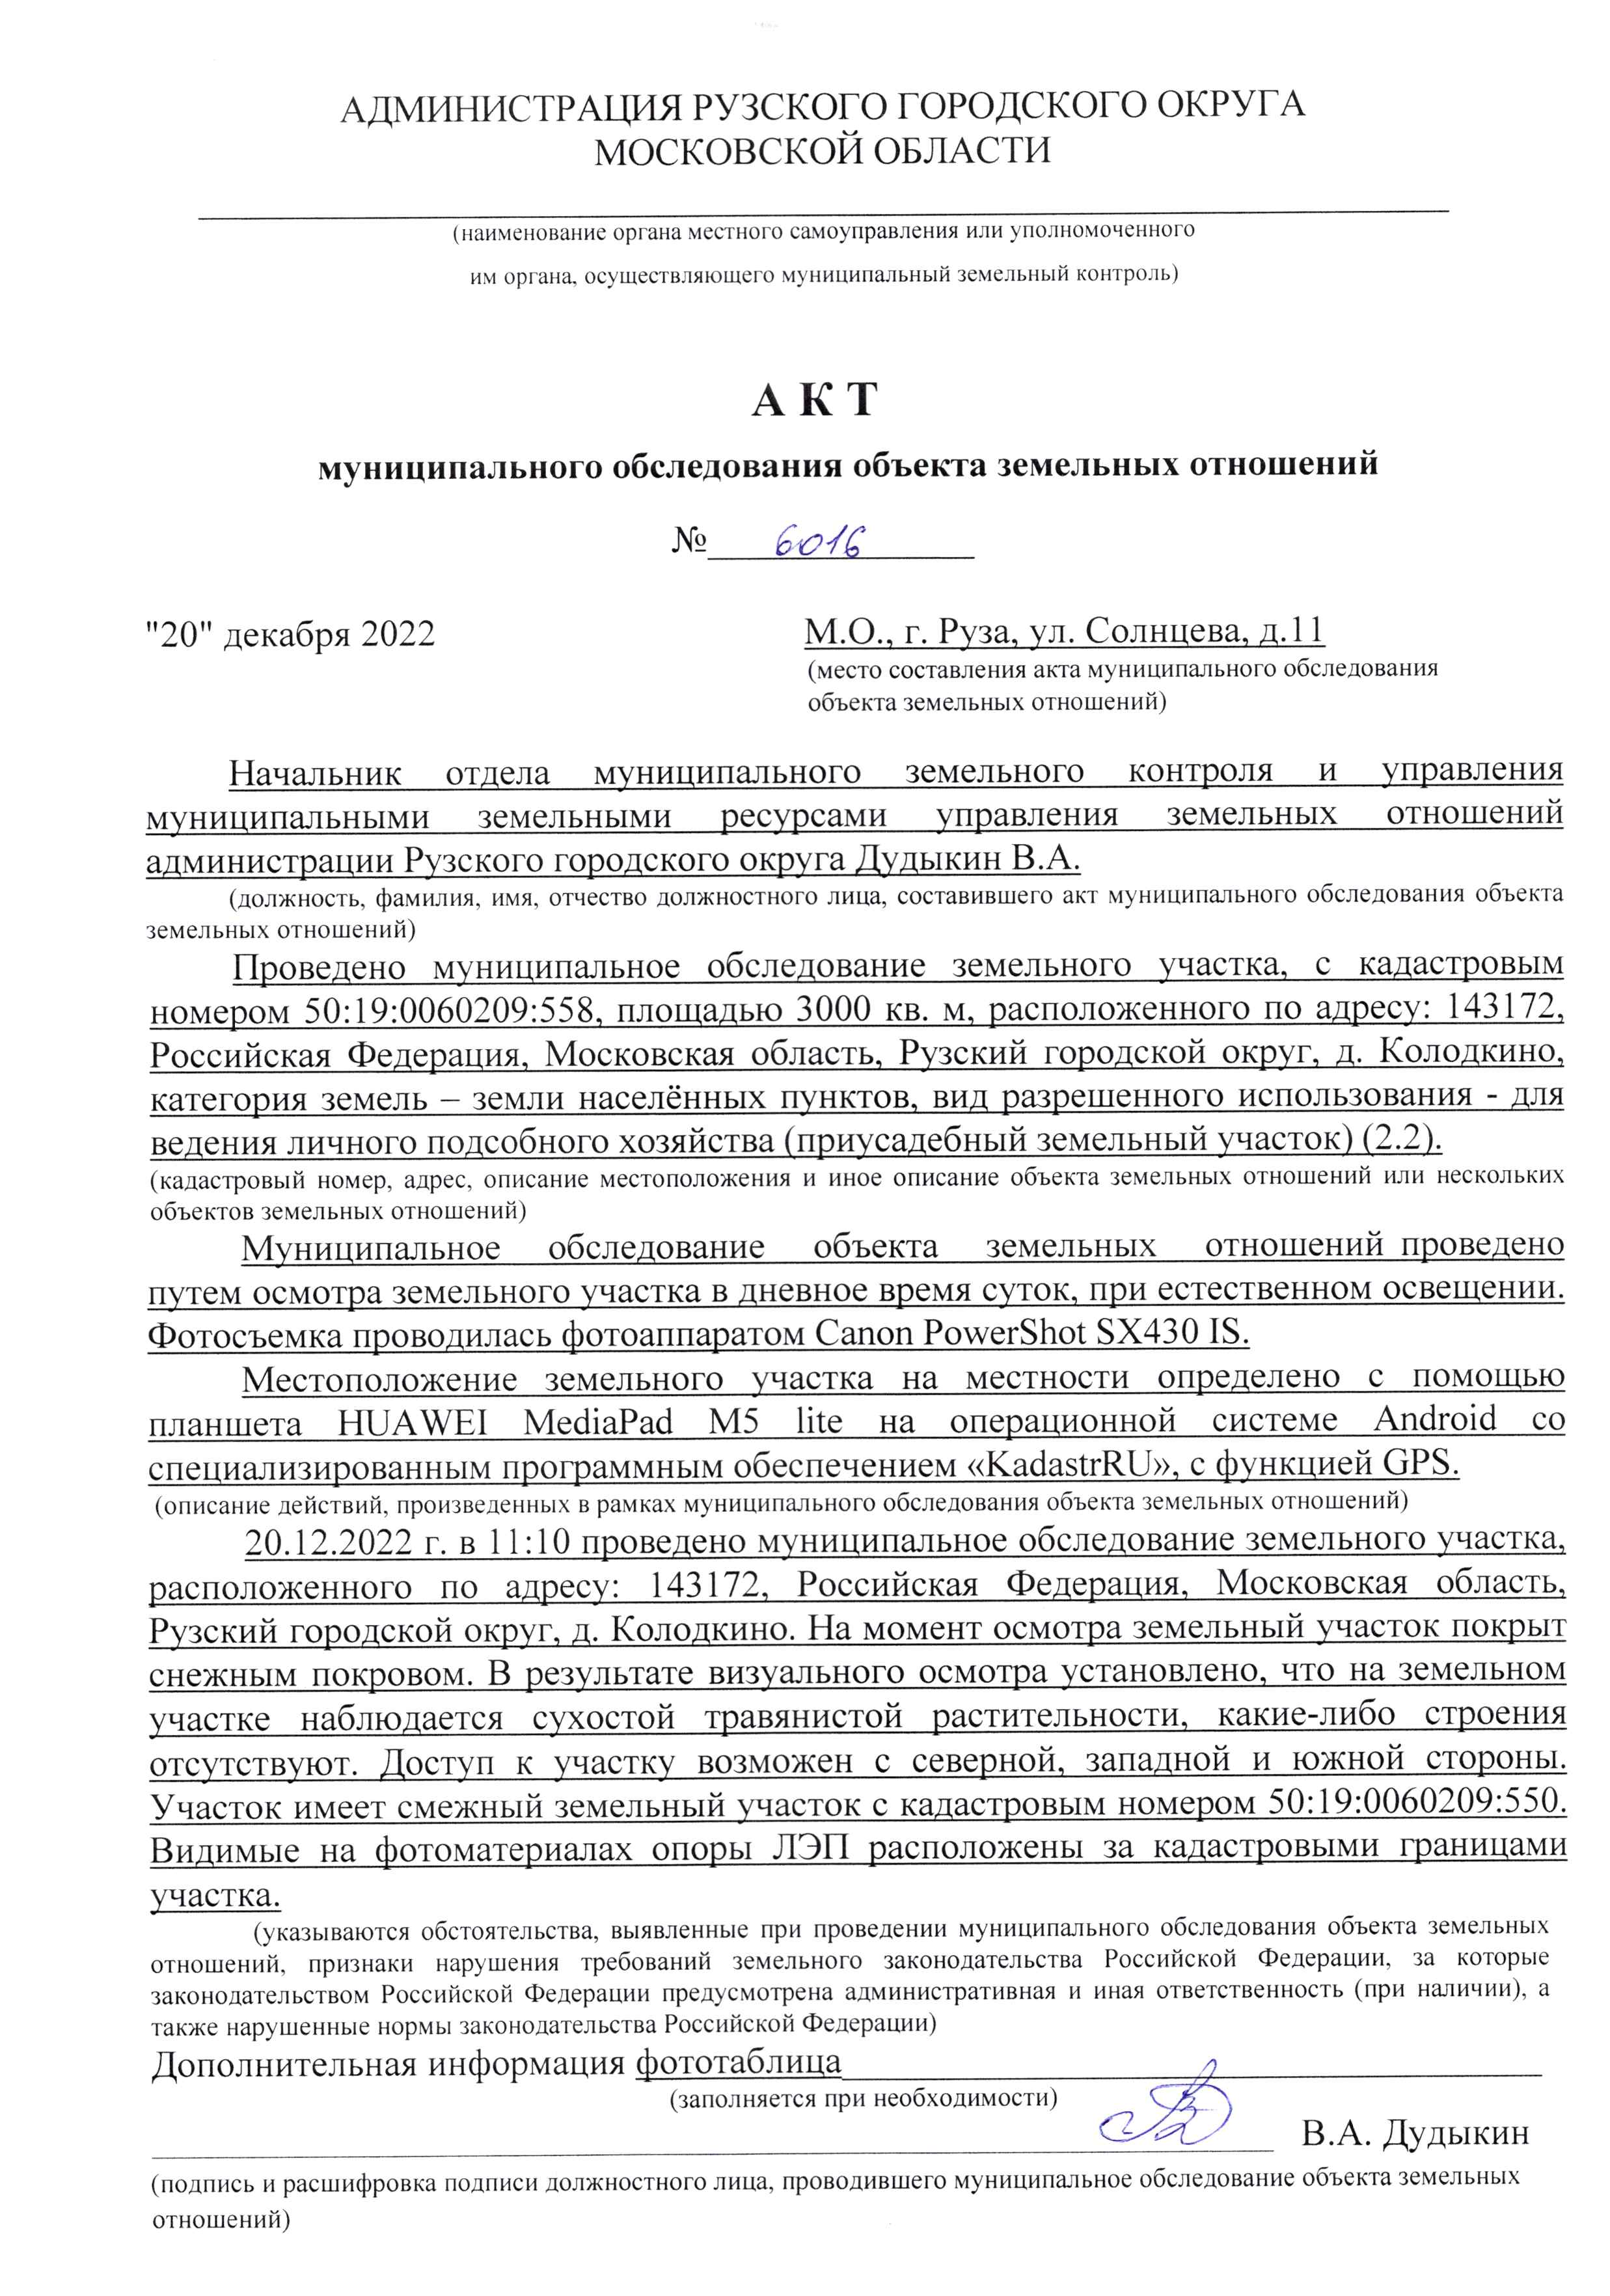 АДМИНИСТРАЦИЯ РУЗСКОГО ГОРОДСКОГО ОКРУГА
МОСКОВСКОЙ ОБЛАСТИ
(наименование органа местного самоуправления или уполномоченного
им органа, осуществляющего муниципальный земельный контроль)
А К Т
муниципального обследования объекта земельных отношений
№ 6016
"20" декабря 2022
М.О., г. Руза, ул. Солнцева, д.11
(место составления акта муниципального обследования
объекта земельных отношений)
Начальник отдела муниципального земельного контроля и управления
муниципальными земельными ресурсами управления земельных отношений
администрации Рузского городского округа Дудыкин В.А.
(должность, фамилия, имя, отчество должностного лица, составившего акт муниципального обследования объекта
земельных отношений)
Проведено муниципальное обследование земельного участка, с кадастровым
номером 50:19:0060209:558, площадью 3000 кв. м, расположенного по адресу: 143172,
Российская Федерация, Московская область, Рузский городской округ, д. Колодкино,
категория земель – земли населённых пунктов, вид разрешенного использования - для
ведения личного подсобного хозяйства (приусадебный земельный участок) (2.2).
(кадастровый номер, адрес, описание местоположения и иное описание объекта земельных отношений или нескольких
объектов земельных отношений)
Муниципальное обследование объекта земельных отношений проведено
путем осмотра земельного участка в дневное время суток, при естественном освещении.
Фотосъемка проводилась фотоаппаратом Canon PowerShot SX430 IS.
Местоположение земельного участка на местности определено с помощью
планшета HUAWEI MediaPad M5 lite на операционной системе Android со
специализированным программным обеспечением «KadastrRU», с функцией GPS.
(описание действий, произведенных в рамках муниципального обследования объекта земельных отношений)
20.12.2022 г. в 11:10 проведено муниципальное обследование земельного участка,
расположенного по адресу: 143172, Российская Федерация, Московская область,
Рузский городской округ, д. Колодкино. На момент осмотра земельный участок покрыт
снежным покровом. В результате визуального осмотра установлено, что на земельном
участке наблюдается сухостой травянистой растительности, какие-либо строения
отсутствуют. Доступ к участку возможен с северной, западной и южной стороны.
Участок имеет смежный земельный участок с кадастровым номером 50:19:0060209:550.
Видимые на фотоматериалах опоры ЛЭП расположены за кадастровыми границами
участка.
(указываются обстоятельства, выявленные при проведении муниципального обследования объекта земельных
отношений, признаки нарушения требований земельного законодательства Российской Федерации, за которые
законодательством Российской Федерации предусмотрена административная и иная ответственность (при наличии), а
также нарушенные нормы законодательства Российской Федерации)
Дополнительная информация фототаблица
(заполняется при необходимости)
В.А. Дудыкин
(подпись и расшифровка подписи должностного лица, проводившего муниципальное обследование объекта земельных
отношений)